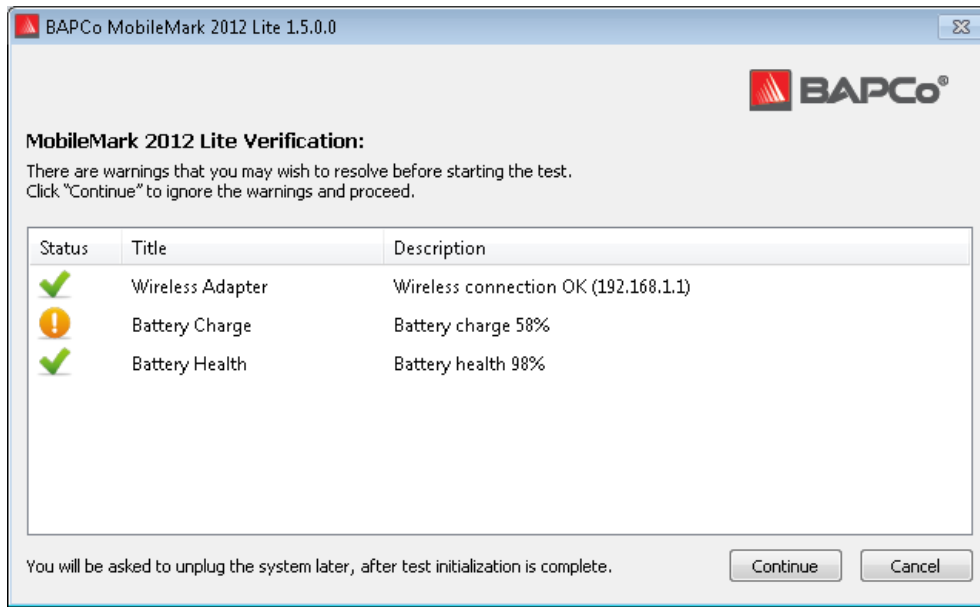 BAPCo MobileMark 2012 Lite 1.5.0.0
BAPCo®
MobileMark 2012 Lite Verification:
There are warnings that you may wish to resolve before starting the test.
Click "Continue" to ignore the warnings and proceed.
Status Title Description
Wireless Adapter Wireless connection OK (192.168.1.1)
Battery Charge Battery charge 58%
Battery Health Battery health 98%
You will be asked to unplug the system later, after test initialization is complete. Continue Cancel